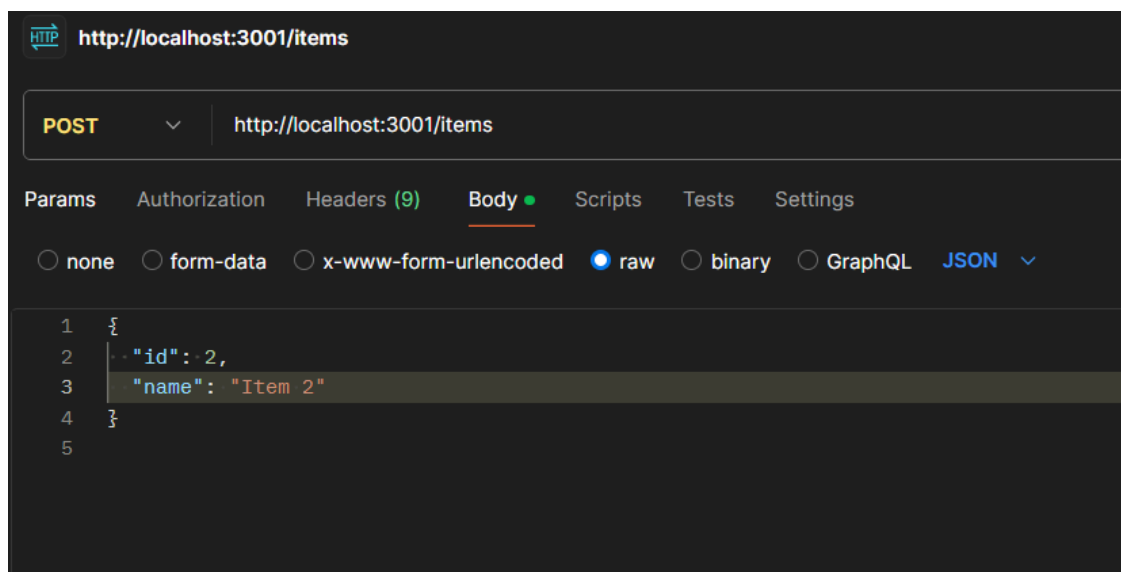 HTTP http://localhost:3001/items
POST http://localhost:3001/items
Params Authorization Headers (9) Body Scripts Tests Settings
none form-data x-www-form-urlencoded raw binary GraphQL JSON
1 {
2 "id": 2,
3 "name": "Item 2"
4 }
5